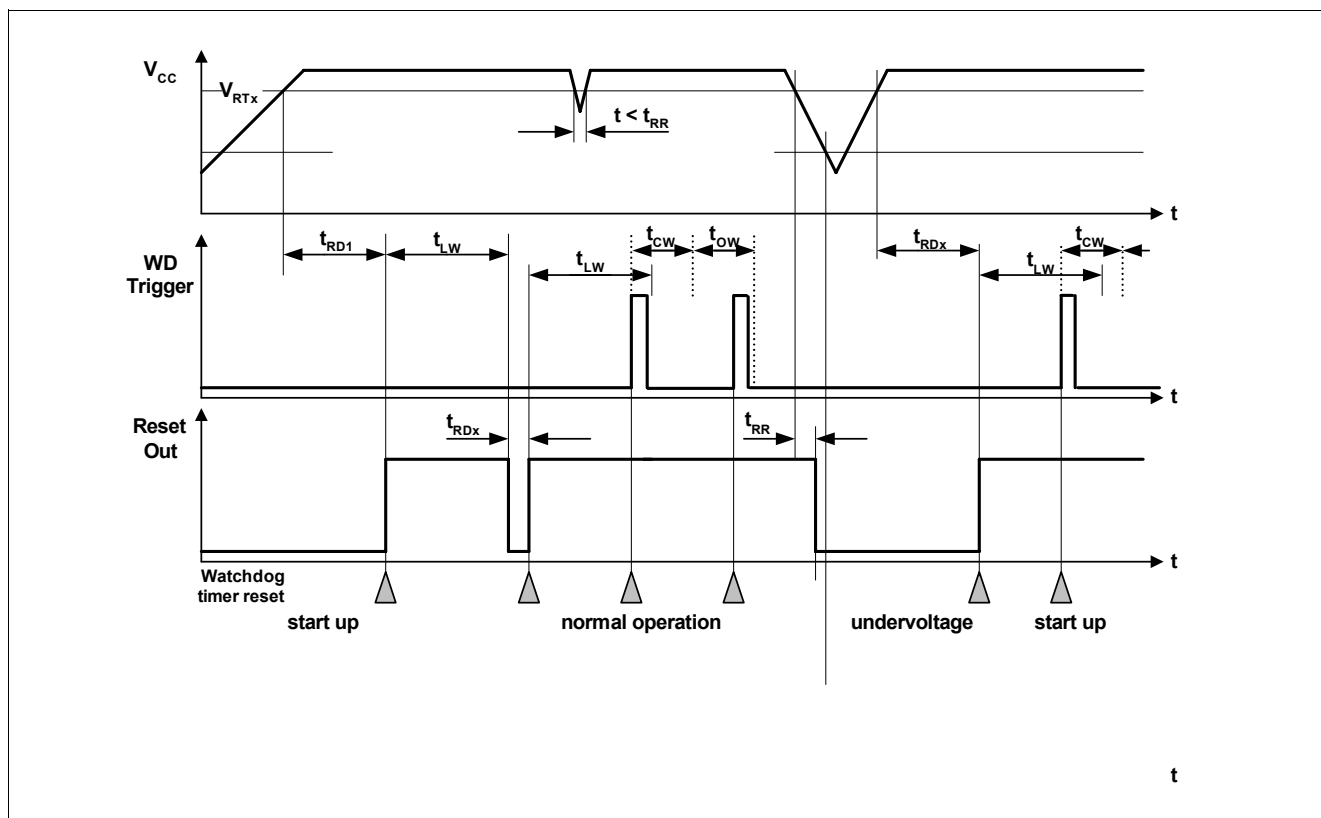 VCC
VRTx
t < tRR
t
tRD1
tLW
tCW
tOW
tRDx
tCW
WD
Trigger
tLW
tLW
t
Reset
Out
tRDx
tRR
t
Watchdog
timer reset
start up
normal operation
undervoltage
start up
t